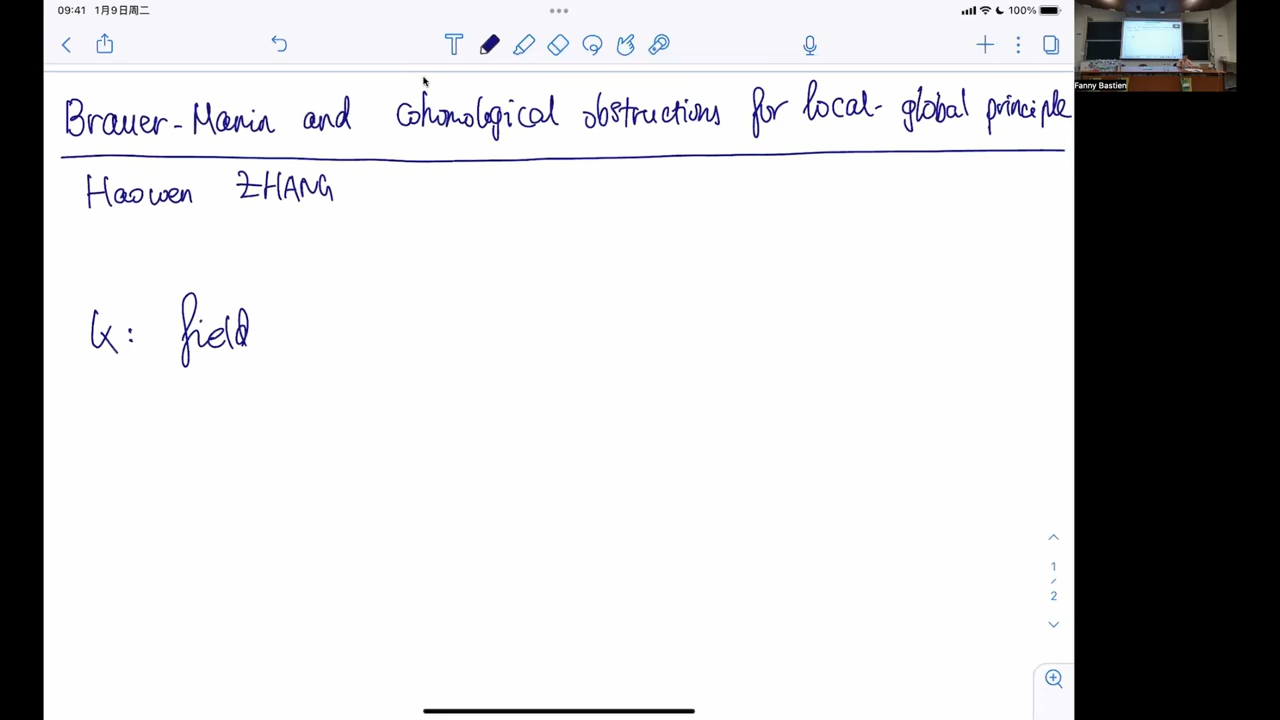 09:41 1月9日周二
100%
Fanny Bastien
Brauer-Manin and cohomological obstructions for local-global principle
Haowen ZHANG
k: field
1
/
2